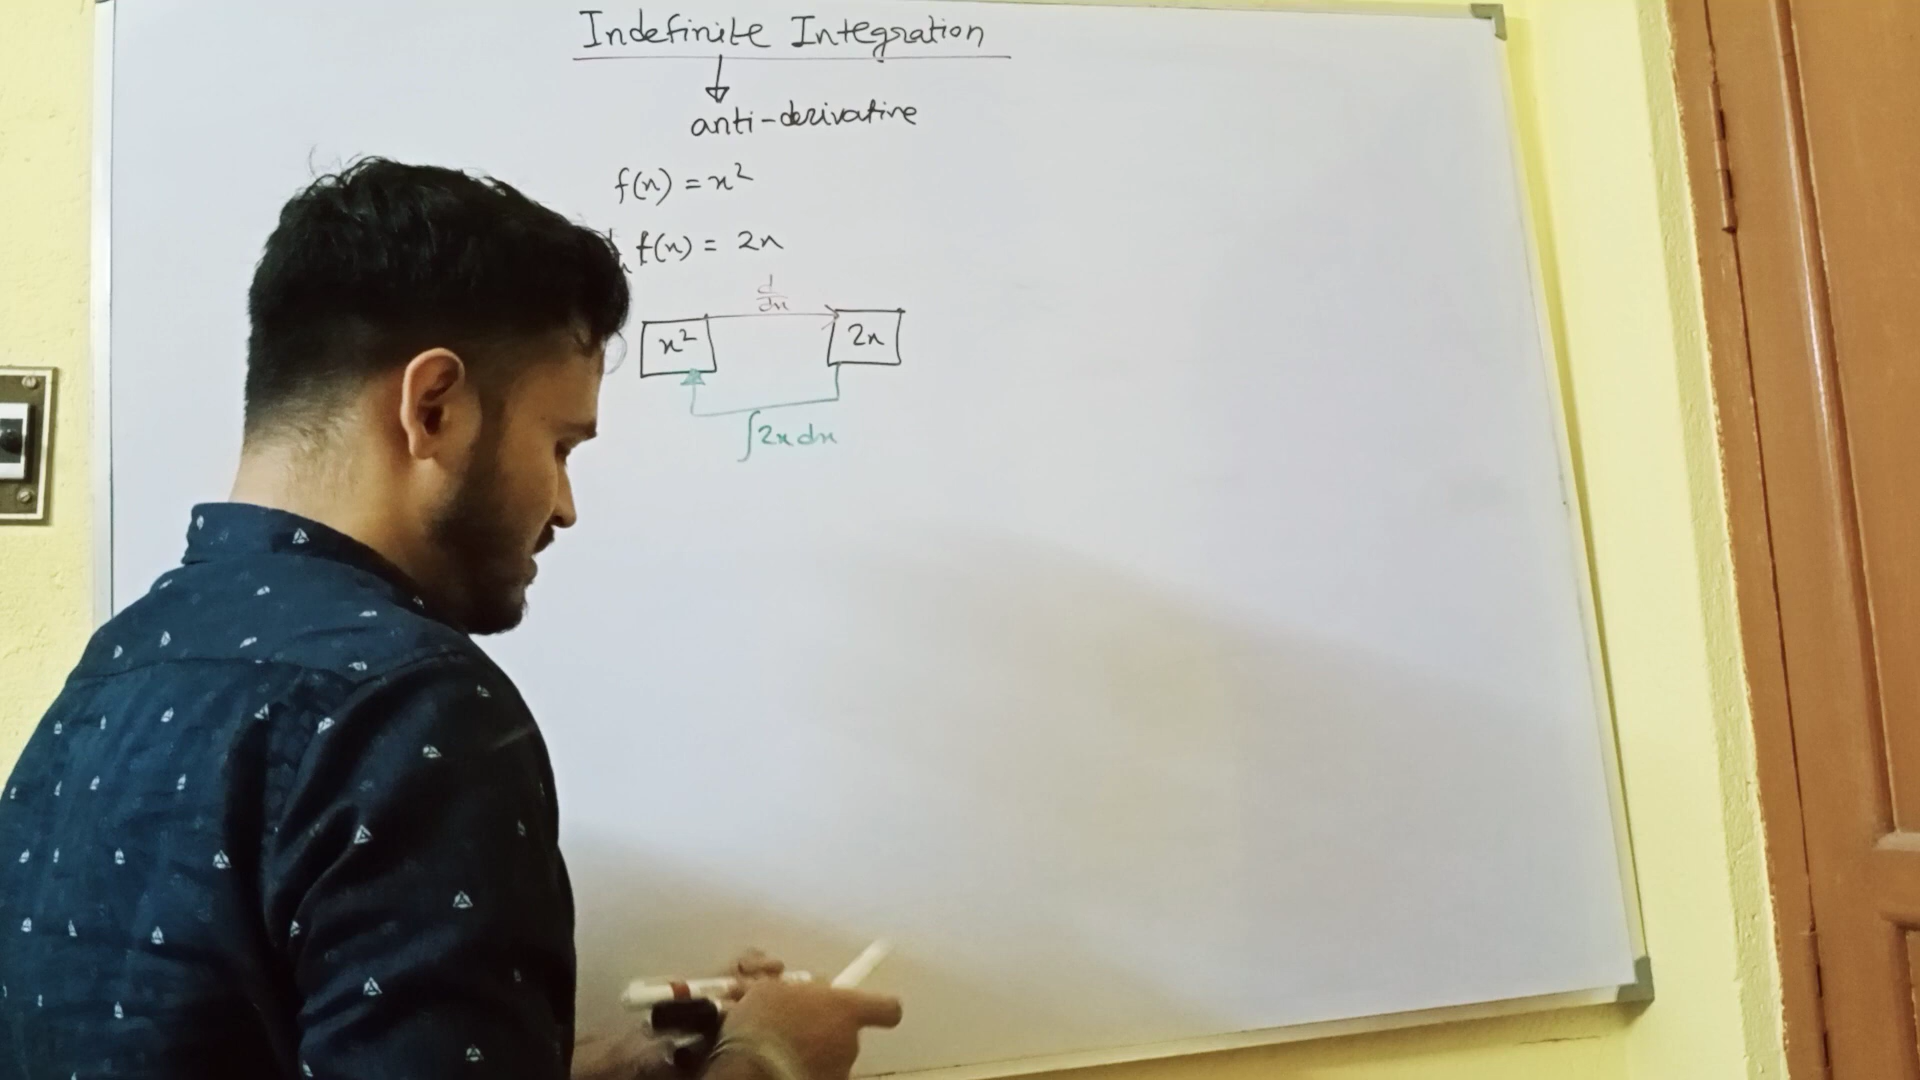 Indefinite Integration
anti-derivative
f(x) = x²
f(x) = 2x
d/dx
x² 2x
∫2x dx